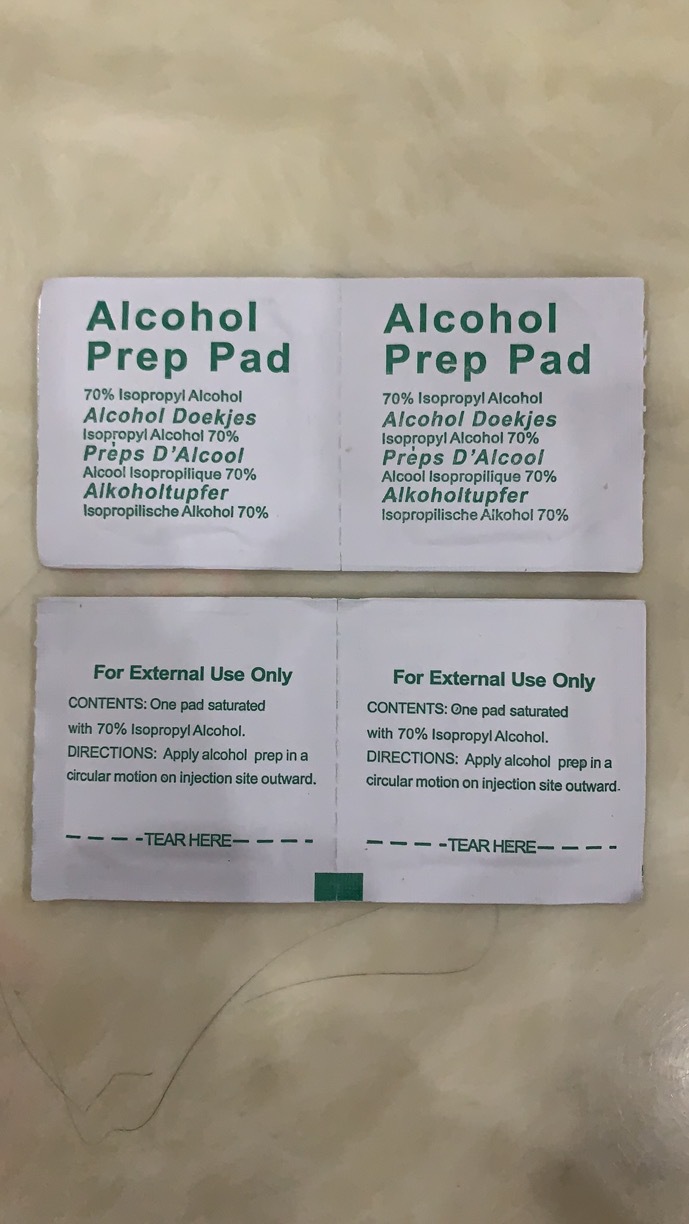 Alcohol
Prep Pad
70% Isopropyl Alcohol
Alcohol Doekjes
Isopropyl Alcohol 70%
Prèps D'Alcool
Alcool Isopropilique 70%
Alkoholtupfer
Isopropilische Alkohol 70%
Alcohol
Prep Pad
70% Isopropyl Alcohol
Alcohol Doekjes
Isopropyl Alcohol 70%
Prèps D'Alcool
Alcool Isopropilique 70%
Alkoholtupfer
Isopropilische Alkohol 70%
For External Use Only
CONTENTS: One pad saturated
with 70% Isopropyl Alcohol.
DIRECTIONS: Apply alcohol prep in a
circular motion on injection site outward.
– – – –TEAR HERE– – – –
For External Use Only
CONTENTS: One pad saturated
with 70% Isopropyl Alcohol.
DIRECTIONS: Apply alcohol prep in a
circular motion on injection site outward.
– – – –TEAR HERE– – – –